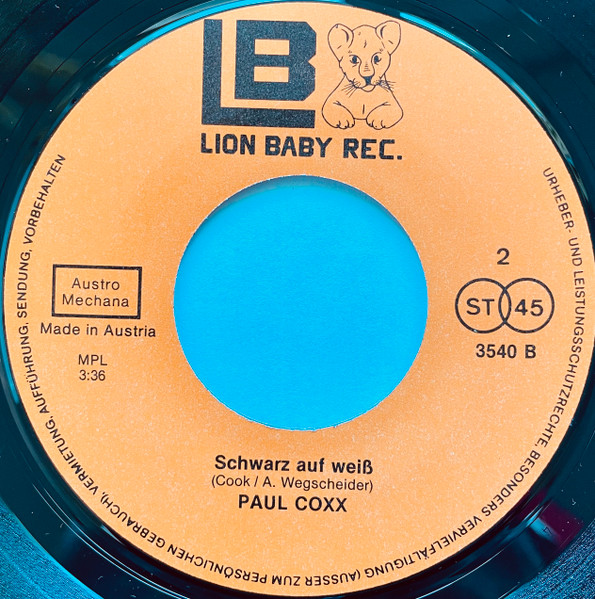 LB
LION BABY REC.
Austro
Mechana
Made in Austria
MPL
3:36
2
ST 45
3540 B
Schwarz auf weiß
(Cook / A. Wegscheider)
PAUL COXX
URHEBER- UND LEISTUNGSSCHUTZRECHTE, BESONDERS VERVIELFÄLTIGUNG (AUSSER ZUM PERSÖNLICHEN GEBRAUCH), VERMIETUNG, AUFFÜHRUNG, SENDUNG, VORBEHALTEN